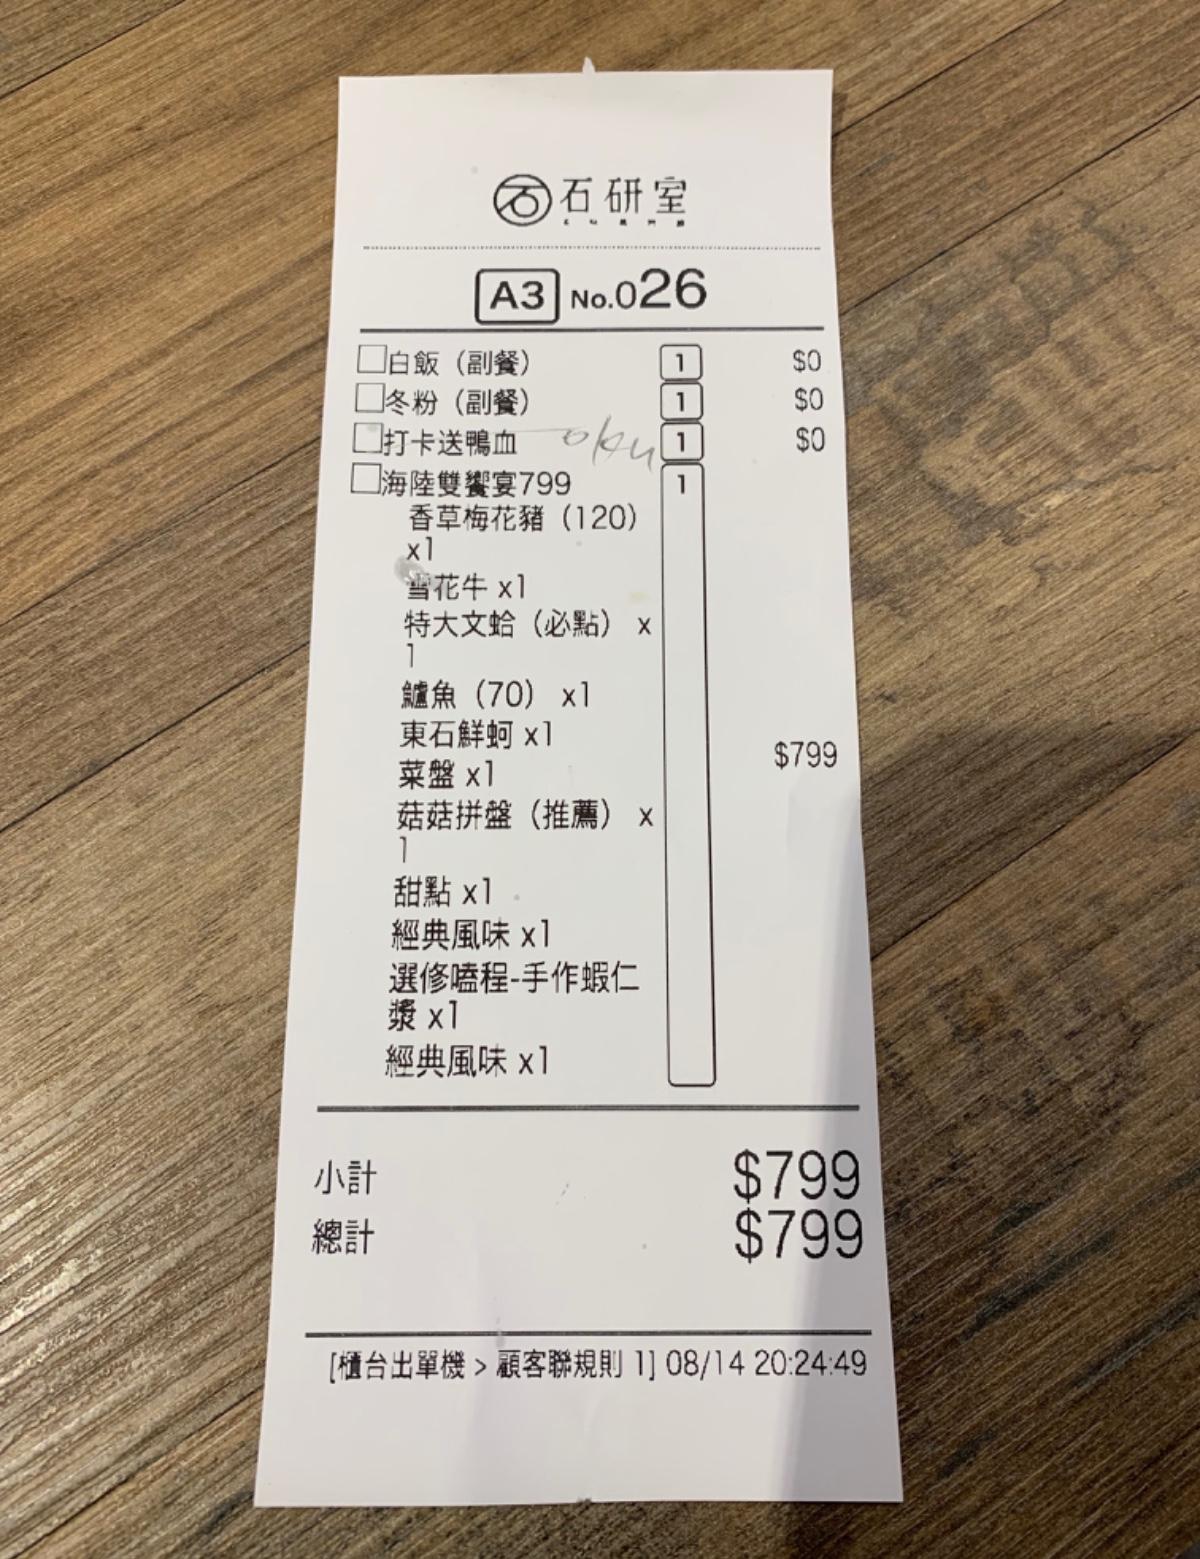 石 石研室
A3 No.026
白飯（副餐） 1 $0
冬粉（副餐） 1 $0
打卡送鴨血 1 $0
海陸雙饗宴799 1
香草梅花豬（120）
x1
雪花牛 x1
特大文蛤（必點） x
1
鱸魚（70） x1
東石鮮蚵 x1
$799
菜盤 x1
菇菇拼盤（推薦） x
1
甜點 x1
經典風味 x1
選修嗑程-手作蝦仁
漿 x1
經典風味 x1
小計 $799
總計 $799
[櫃台出單機 > 顧客聯規則 1] 08/14 20:24:49